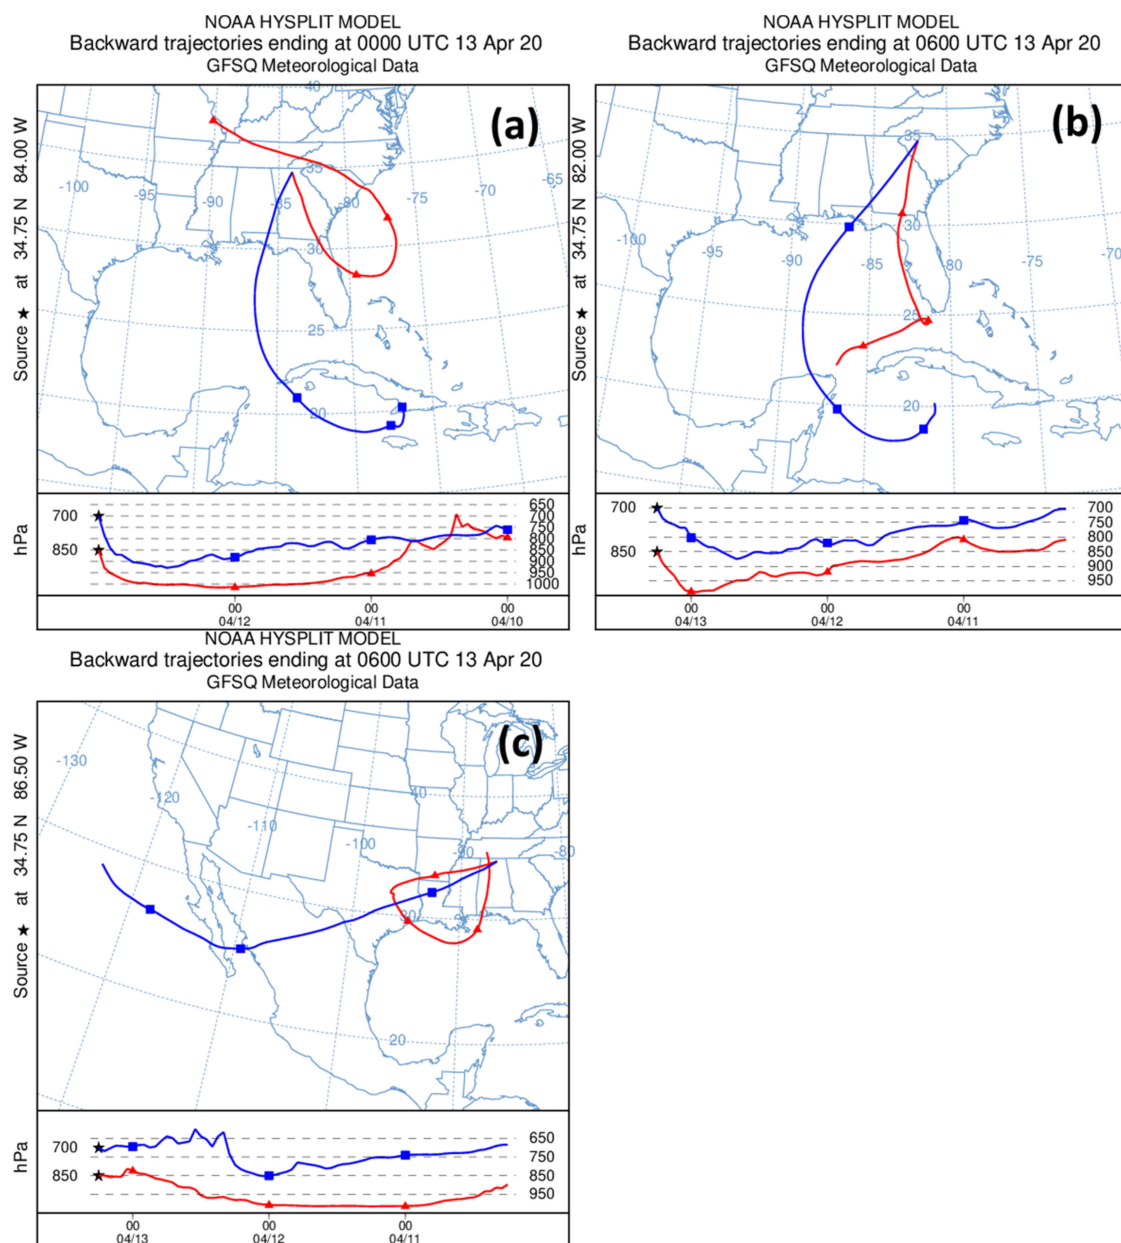 NOAA HYSPLIT MODEL
Backward trajectories ending at 0000 UTC 13 Apr 20
GFSQ Meteorological Data
(a)
Source ★ at 34.75 N 84.00 W
40
35
-100
-95
-90
-85
-80
-75
-70
-65
30
25
20
hPa
700
850
650
700
750
800
850
900
950
1000
00 00 00
04/12 04/11 04/10
NOAA HYSPLIT MODEL
Backward trajectories ending at 0600 UTC 13 Apr 20
GFSQ Meteorological Data
(b)
Source ★ at 34.75 N 82.00 W
35
-100
-95
-90
-85
-80
-75
-70
30
25
20
hPa
700
850
700
750
800
850
900
950
00 00 00
04/13 04/12 04/11
NOAA HYSPLIT MODEL
Backward trajectories ending at 0600 UTC 13 Apr 20
GFSQ Meteorological Data
(c)
Source ★ at 34.75 N 86.50 W
-130
-120
-110
-100
-90
-80
40
30
20
hPa
700
850
650
750
850
950
00 00 00
04/13 04/12 04/11